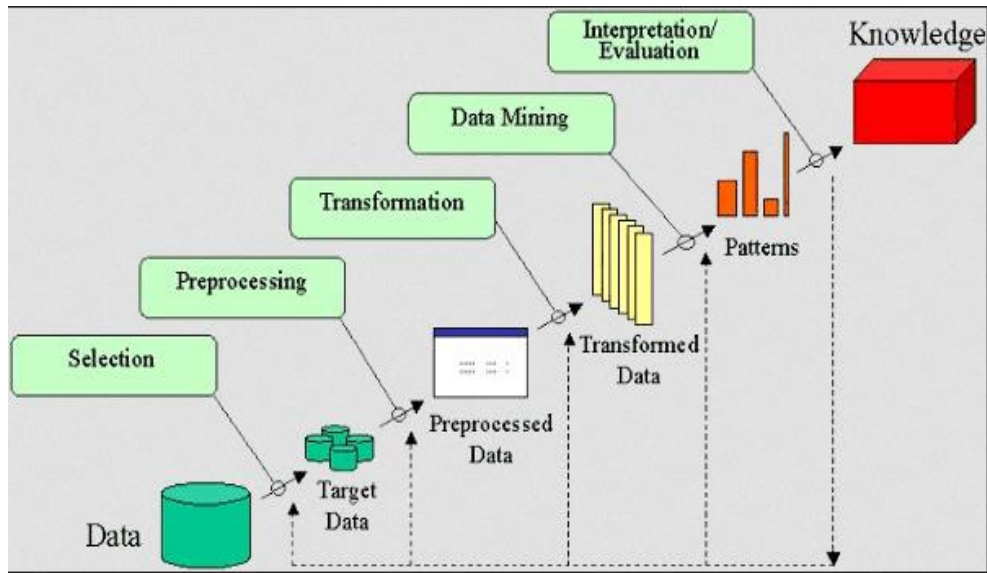 Interpretation/
Evaluation
Knowledge
Data Mining
Transformation
Patterns
Preprocessing
Transformed
Data
Selection
Preprocessed
Data
Target
Data
Data